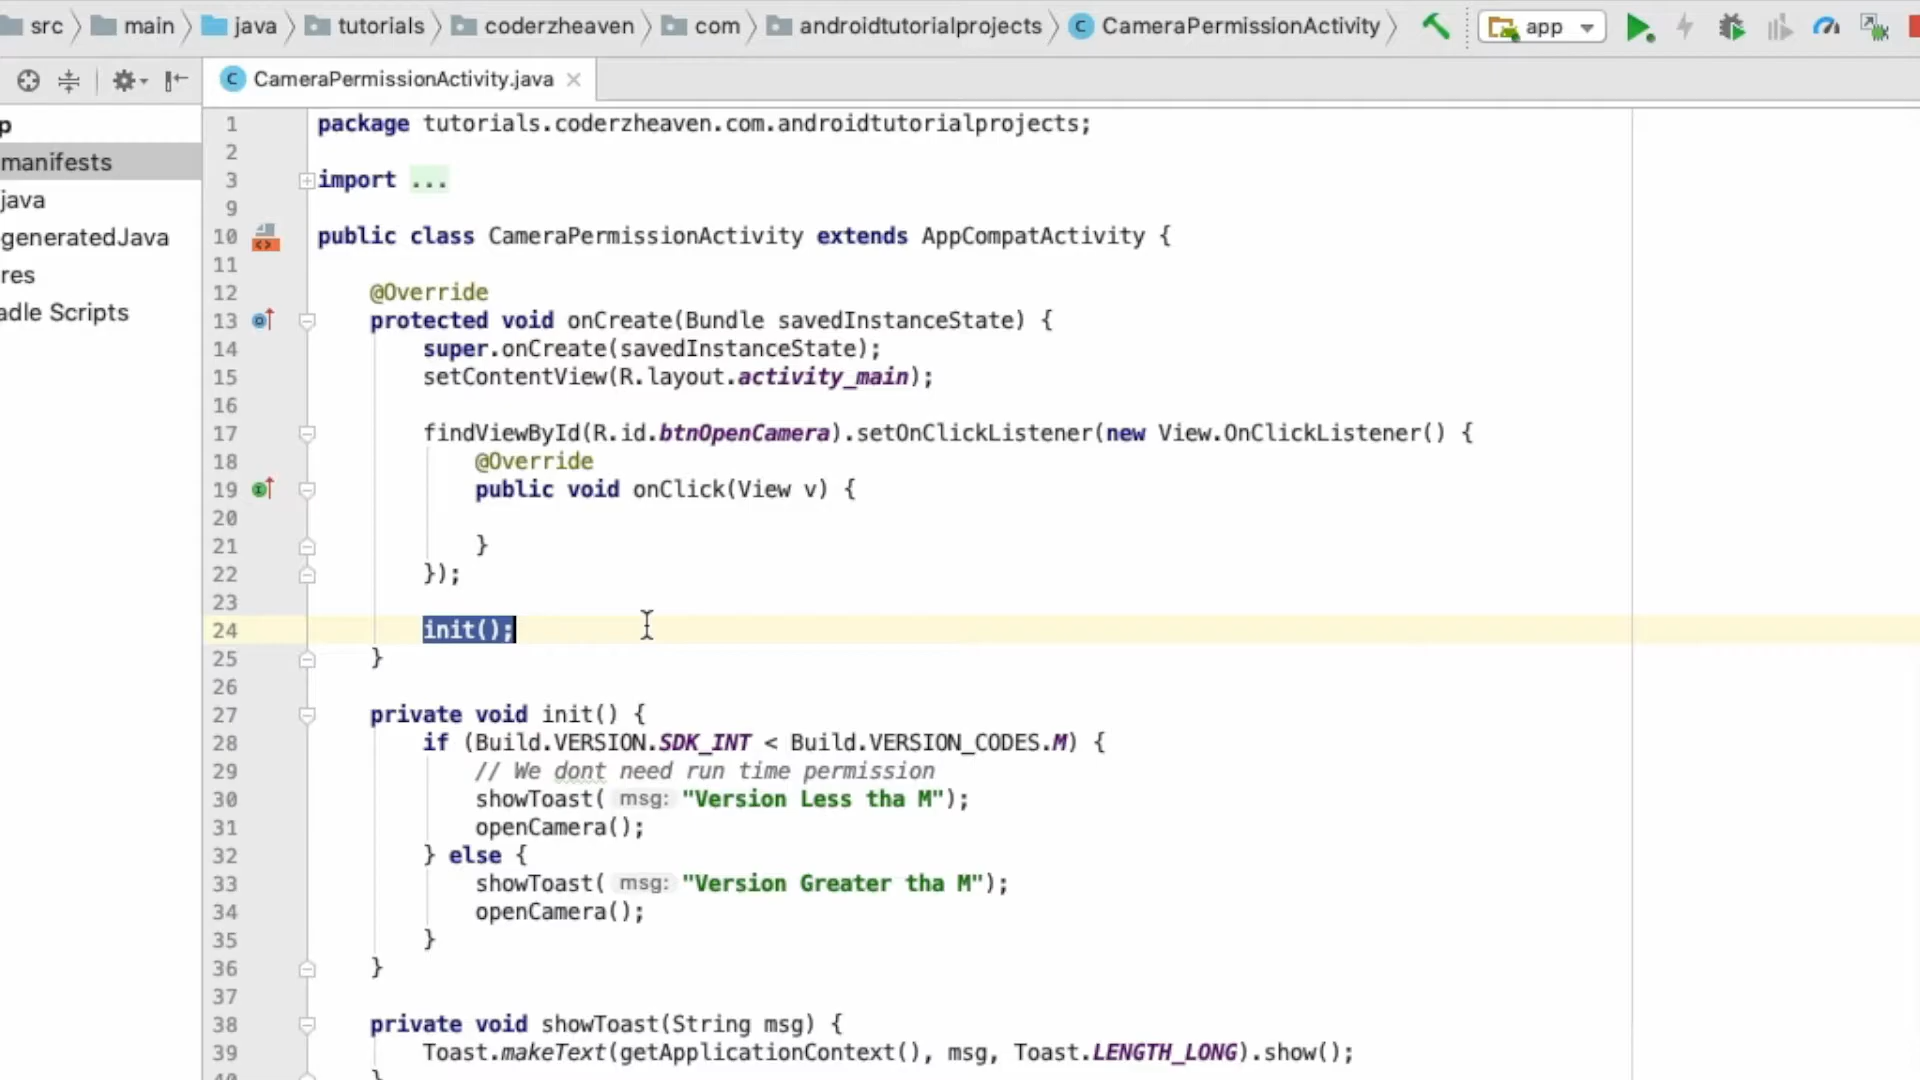 src main java tutorials coderzheaven com androidtutorialprojects CameraPermissionActivity app
CameraPermissionActivity.java
p
manifests
java
generatedJava
res
adle Scripts
1 package tutorials.coderzheaven.com.androidtutorialprojects;
2
3 import ...
9
10 public class CameraPermissionActivity extends AppCompatActivity {
11
12 @Override
13 protected void onCreate(Bundle savedInstanceState) {
14 super.onCreate(savedInstanceState);
15 setContentView(R.layout.activity_main);
16
17 findViewById(R.id.btnOpenCamera).setOnClickListener(new View.OnClickListener() {
18 @Override
19 public void onClick(View v) {
20
21 }
22 });
23
24 init();
25 }
26
27 private void init() {
28 if (Build.VERSION.SDK_INT < Build.VERSION_CODES.M) {
29 // We dont need run time permission
30 showToast( msg: "Version Less tha M");
31 openCamera();
32 } else {
33 showToast( msg: "Version Greater tha M");
34 openCamera();
35 }
36 }
37
38 private void showToast(String msg) {
39 Toast.makeText(getApplicationContext(), msg, Toast.LENGTH_LONG).show();
40 }